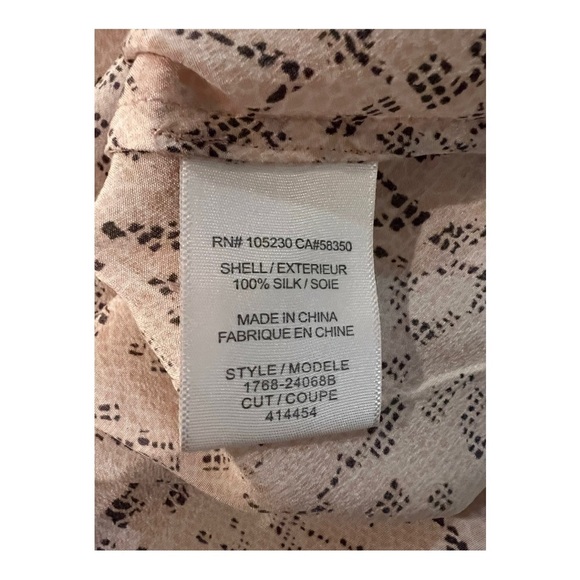 RN# 105230 CA#58350
SHELL / EXTERIEUR
100% SILK / SOIE
MADE IN CHINA
FABRIQUE EN CHINE
STYLE / MODELE
1768-24068B
CUT / COUPE
414454